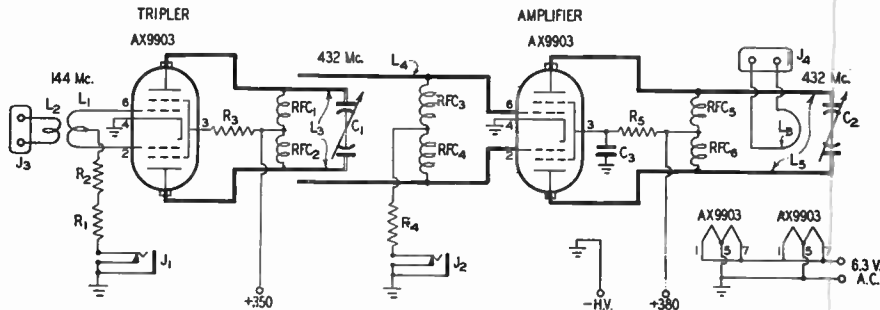 TRIPLER
AX9903
AMPLIFIER
AX9903
144 Mc.
L2
L1
J3
R2
R1
J1
6
4
2
3
R3
RFC1
RFC2
L3
C1
+350
432 Mc.
L4
RFC3
RFC4
R4
J2
6
4
2
3
R5
C3
RFC5
RFC6
J4
LB
L5
432 Mc.
C2
-H.V.
+380
AX9903
AX9903
1
5
7
1
5
7
6.3 V.
A.C.